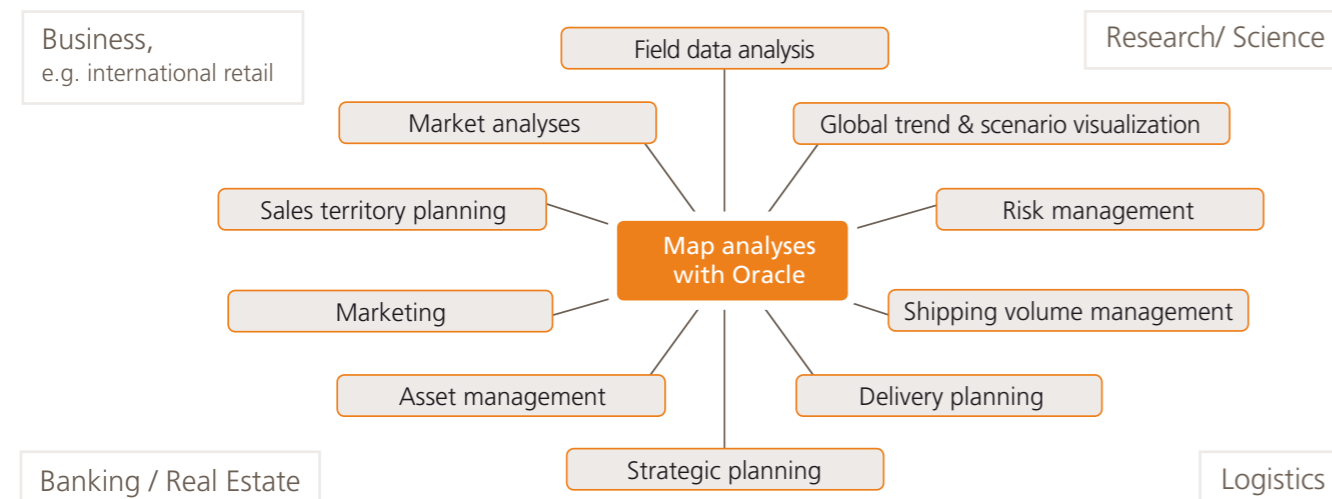 Business,
e.g. international retail
Research/ Science
Field data analysis
Market analyses
Global trend & scenario visualization
Sales territory planning
Risk management
Map analyses
with Oracle
Marketing
Shipping volume management
Asset management
Delivery planning
Strategic planning
Banking / Real Estate
Logistics